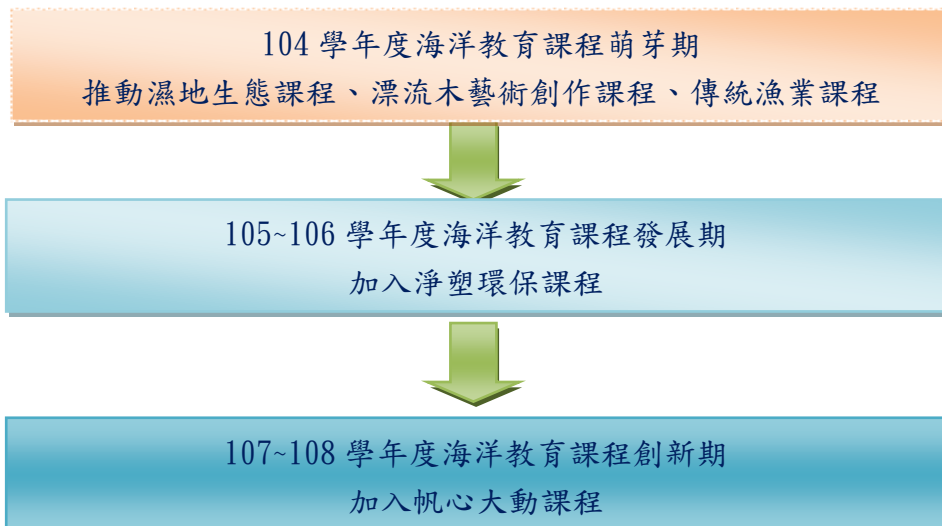 104 學年度海洋教育課程萌芽期
推動濕地生態課程、漂流木藝術創作課程、傳統漁業課程
105~106 學年度海洋教育課程發展期
加入淨塑環保課程
107~108 學年度海洋教育課程創新期
加入帆心大動課程